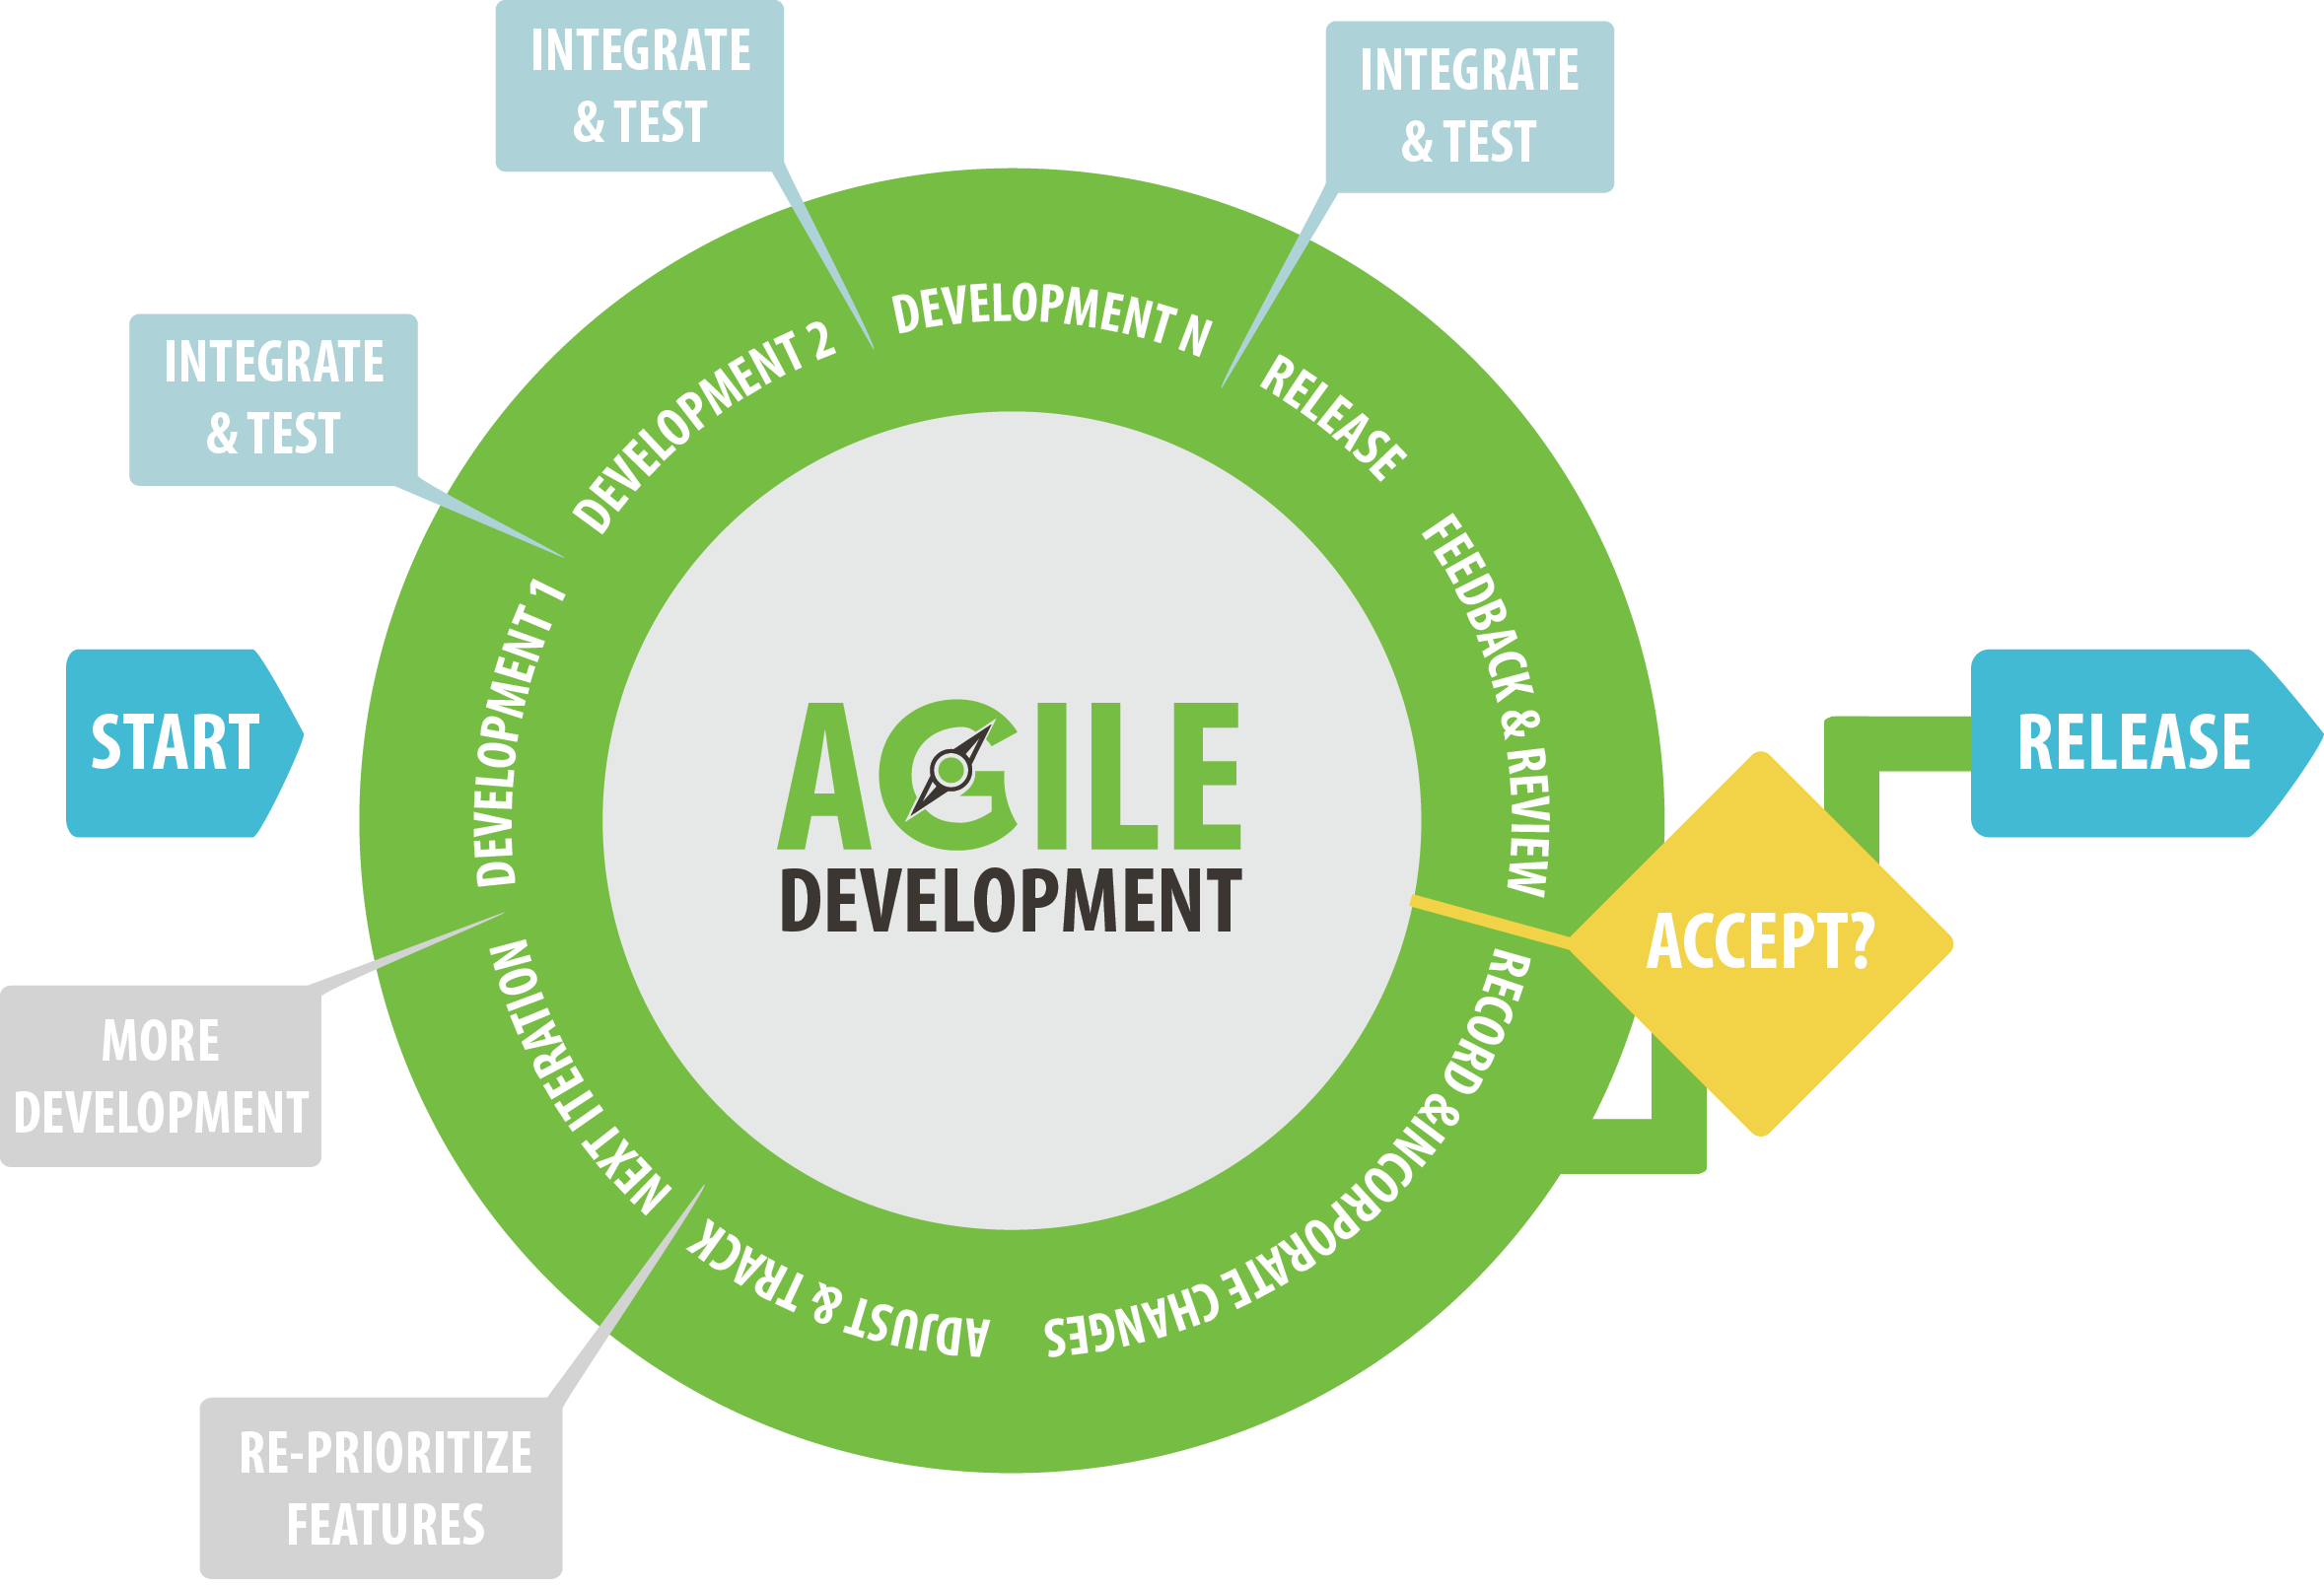 INTEGRATE
& TEST
INTEGRATE
& TEST
INTEGRATE
& TEST
START
DEVELOPMENT 1
DEVELOPMENT 2
DEVELOPMENT N
RELEASE
FEEDBACK & REVIEW
ACCEPT?
RELEASE
RECORD & INCORPORATE CHANGES
ADJUST & TRACK
NEXT ITERATION
AGILE
DEVELOPMENT
MORE
DEVELOPMENT
RE-PRIORITIZE
FEATURES